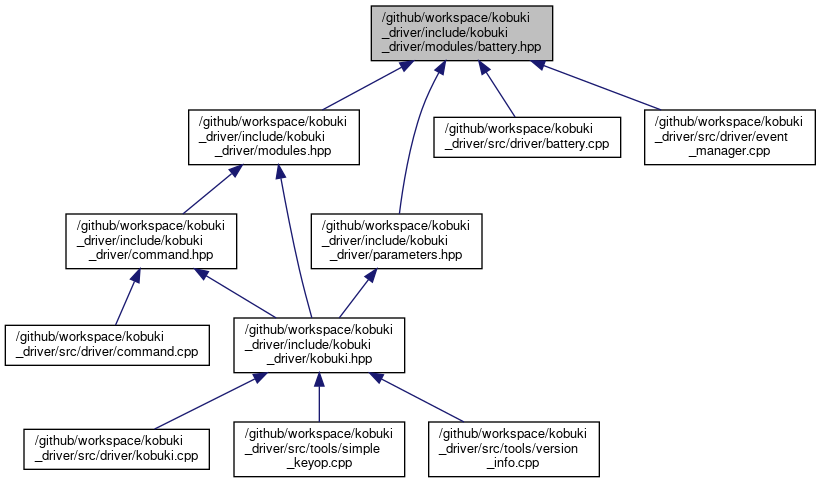 /github/workspace/kobuki
_driver/include/kobuki
_driver/modules/battery.hpp
/github/workspace/kobuki
_driver/include/kobuki
_driver/modules.hpp
/github/workspace/kobuki
_driver/src/driver/battery.cpp
/github/workspace/kobuki
_driver/src/driver/event
_manager.cpp
/github/workspace/kobuki
_driver/include/kobuki
_driver/command.hpp
/github/workspace/kobuki
_driver/include/kobuki
_driver/parameters.hpp
/github/workspace/kobuki
_driver/src/driver/command.cpp
/github/workspace/kobuki
_driver/include/kobuki
_driver/kobuki.hpp
/github/workspace/kobuki
_driver/src/driver/kobuki.cpp
/github/workspace/kobuki
_driver/src/tools/simple
_keyop.cpp
/github/workspace/kobuki
_driver/src/tools/version
_info.cpp